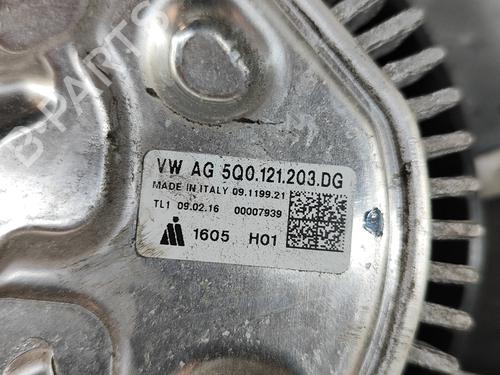 B-PARTS
VW AG 5Q0.121.203.DG
MADE IN ITALY 09.1199.21
TL1 09.02.16 00007939
1605 H01